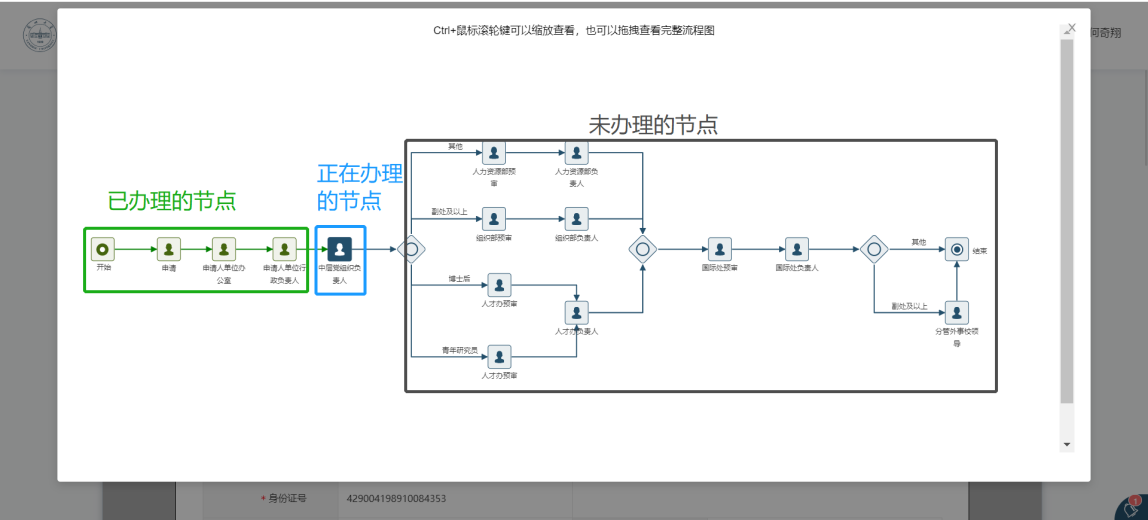 Ctrl+鼠标滚轮键可以缩放查看，也可以拖拽查看完整流程图
X
何奇翔
未办理的节点
正在办理
的节点
已办理的节点
其他
人力资源部预
审
人力资源部负
责人
副处及以上
组织部预审
组织部负责人
开始
申请
申请人单位办
公室
申请人单位行
政负责人
中层党组织负
责人
国际处预审
国际处负责人
其他
结束
博士后
人才办预审
人才办负责人
副处及以上
分管外事校领
导
青年研究员
人才办预审
* 身份证号
429004198910084353
1